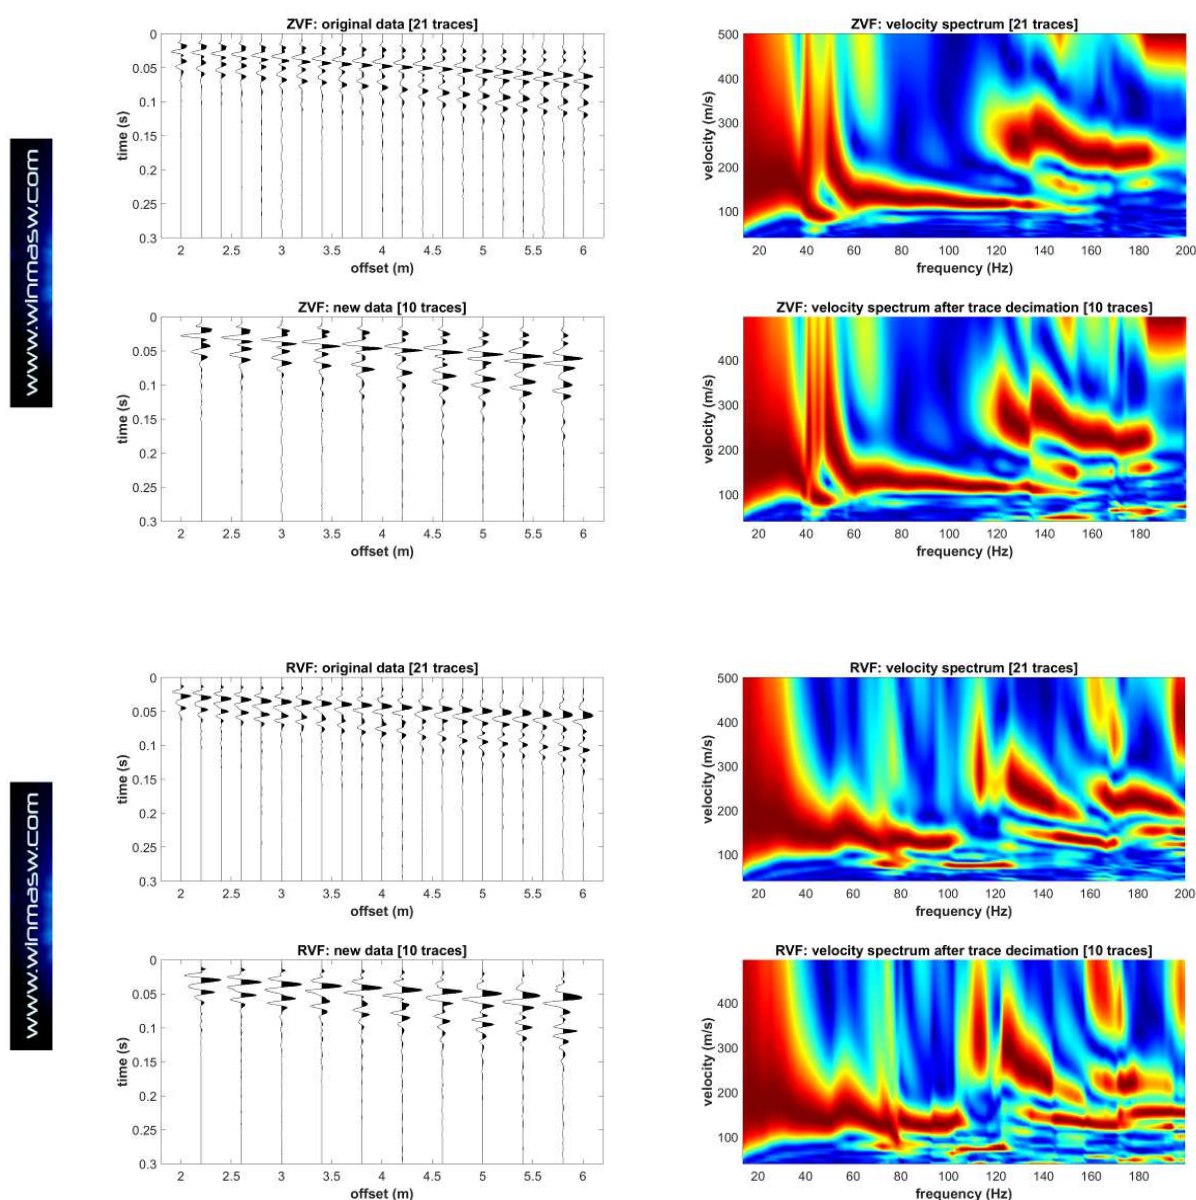 ZVF: original data [21 traces]
0
0.05
0.1
0.15
0.2
0.25
0.3
time (s)
2 2.5 3 3.5 4 4.5 5 5.5 6
offset (m)
ZVF: velocity spectrum [21 traces]
500
400
300
200
100
velocity (m/s)
20 40 60 80 100 120 140 160 180 200
frequency (Hz)
www.winmasw.com
ZVF: new data [10 traces]
0
0.05
0.1
0.15
0.2
0.25
0.3
time (s)
2 2.5 3 3.5 4 4.5 5 5.5 6
offset (m)
ZVF: velocity spectrum after trace decimation [10 traces]
400
300
200
100
velocity (m/s)
20 40 60 80 100 120 140 160 180
frequency (Hz)
RVF: original data [21 traces]
0
0.05
0.1
0.15
0.2
0.25
0.3
time (s)
2 2.5 3 3.5 4 4.5 5 5.5 6
offset (m)
RVF: velocity spectrum [21 traces]
500
400
300
200
100
velocity (m/s)
20 40 60 80 100 120 140 160 180 200
frequency (Hz)
www.winmasw.com
RVF: new data [10 traces]
0
0.05
0.1
0.15
0.2
0.25
0.3
time (s)
2 2.5 3 3.5 4 4.5 5 5.5 6
offset (m)
RVF: velocity spectrum after trace decimation [10 traces]
400
300
200
100
velocity (m/s)
20 40 60 80 100 120 140 160 180
frequency (Hz)